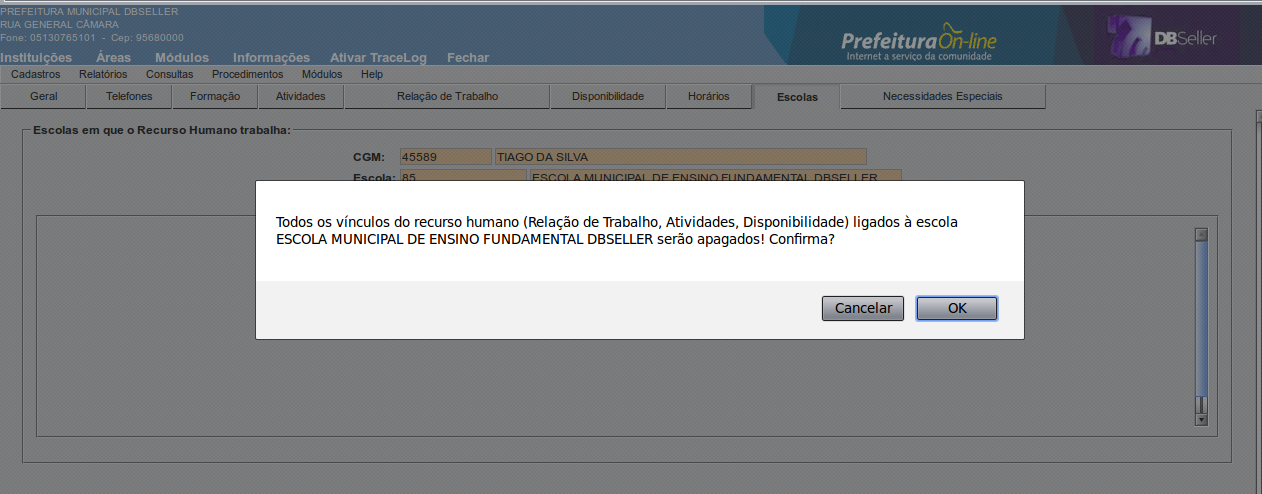 PREFEITURA MUNICIPAL DBSELLER
RUA GENERAL CÂMARA
Fone: 05130765101 - Cep: 95680000
Instituições Áreas Módulos Informações Ativar TraceLog Fechar
PrefeituraOn-line
Internet a serviço da comunidade
DBSeller
Cadastros Relatórios Consultas Procedimentos Módulos Help
Geral Telefones Formação Atividades Relação de Trabalho Disponibilidade Horários Escolas Necessidades Especiais
Escolas em que o Recurso Humano trabalha:
CGM: 45589 TIAGO DA SILVA
Escola: 85 ESCOLA MUNICIPAL DE ENSINO FUNDAMENTAL DBSELLER
Todos os vínculos do recurso humano (Relação de Trabalho, Atividades, Disponibilidade) ligados à escola
ESCOLA MUNICIPAL DE ENSINO FUNDAMENTAL DBSELLER serão apagados! Confirma?
Cancelar OK